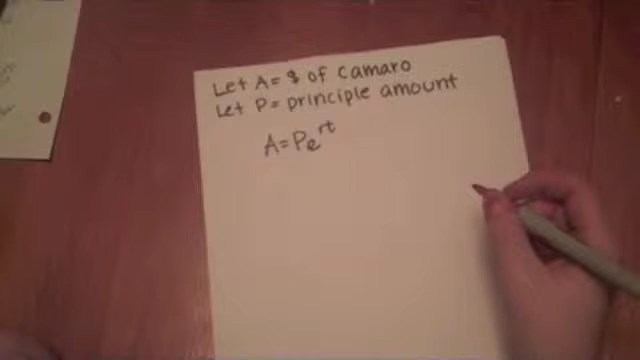 Let A = $ of Camaro
Let P = principle amount
A = Pe^rt